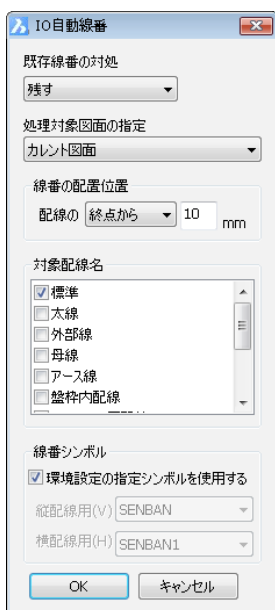 IO自動線番
既存線番の対処
残す
処理対象図面の指定
カレント図面
線番の配置位置
配線の 終点から 10 mm
対象配線名
標準
太線
外部線
母線
アース線
盤枠内配線
線番シンボル
環境設定の指定シンボルを使用する
縦配線用(V) SENBAN
横配線用(H) SENBAN1
OK キャンセル